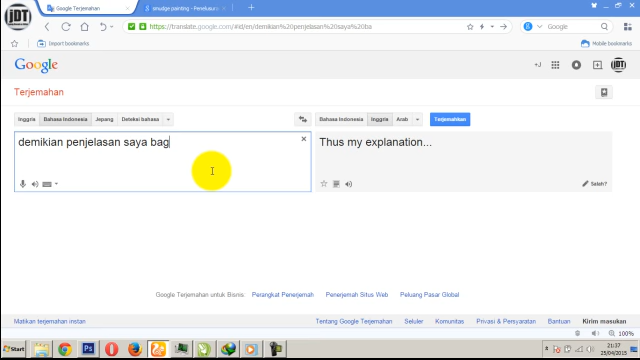 jDT
Google Terjemahan
smudge painting - Penelusura
https://translate.google.com/#id/en/demikian%20penjelasan%20saya%20ba
Google
Import bookmarks
Mobile bookmarks
Google
+J
Terjemahan
Inggris Bahasa Indonesia Jepang Deteksi bahasa
Bahasa Indonesia Inggris Arab Terjemahkan
demikian penjelasan saya bag
Thus my explanation...
Salah?
Google Terjemahan untuk Bisnis: Perangkat Penerjemah Penerjemah Situs Web Peluang Pasar Global
Matikan terjemahan instan
Tentang Google Terjemahan Seluler Komunitas Privasi & Persyaratan Bantuan Kirim masukan
100%
Start
Ps
21:37
25/04/2015